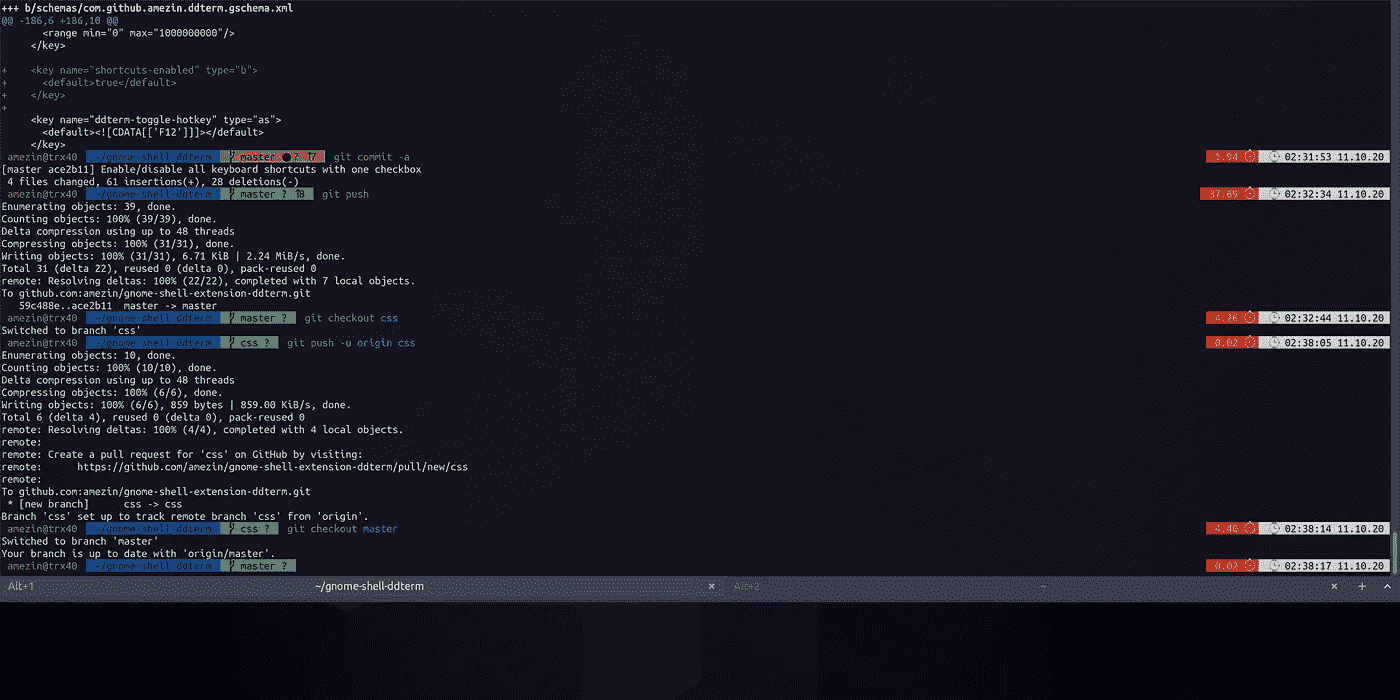 +++ b/schemas/com.github.amezin.ddterm.gschema.xml
@@ -186,6 +186,10 @@
<range min="0" max="1000000000"/>
</key>
+ <key name="shortcuts-enabled" type="b">
+ <default>true</default>
+ </key>
+
<key name="ddterm-toggle-hotkey" type="as">
<default><![CDATA[['F12']]]></default>
</key>
amezin@trx40 ~/gnome-shell-ddterm master ●? ↑7 git commit -a 1.94 02:31:53 11.10.20
[master ace2b11] Enable/disable all keyboard shortcuts with one checkbox
4 files changed, 61 insertions(+), 28 deletions(-)
amezin@trx40 ~/gnome-shell-ddterm master ? ↑8 git push 37.69 02:32:34 11.10.20
Enumerating objects: 39, done.
Counting objects: 100% (39/39), done.
Delta compression using up to 48 threads
Compressing objects: 100% (31/31), done.
Writing objects: 100% (31/31), 6.71 KiB | 2.24 MiB/s, done.
Total 31 (delta 22), reused 0 (delta 0), pack-reused 0
remote: Resolving deltas: 100% (22/22), completed with 7 local objects.
To github.com:amezin/gnome-shell-extension-ddterm.git
59c488e..ace2b11 master -> master
amezin@trx40 ~/gnome-shell-ddterm master ? git checkout css 4.26 02:32:44 11.10.20
Switched to branch 'css'
amezin@trx40 ~/gnome-shell-ddterm css ? git push -u origin css 0.02 02:38:05 11.10.20
Enumerating objects: 10, done.
Counting objects: 100% (10/10), done.
Delta compression using up to 48 threads
Compressing objects: 100% (6/6), done.
Writing objects: 100% (6/6), 859 bytes | 859.00 KiB/s, done.
Total 6 (delta 4), reused 0 (delta 0), pack-reused 0
remote: Resolving deltas: 100% (4/4), completed with 4 local objects.
remote:
remote: Create a pull request for 'css' on GitHub by visiting:
remote: https://github.com/amezin/gnome-shell-extension-ddterm/pull/new/css
remote:
To github.com:amezin/gnome-shell-extension-ddterm.git
* [new branch] css -> css
Branch 'css' set up to track remote branch 'css' from 'origin'.
amezin@trx40 ~/gnome-shell-ddterm css ? git checkout master 4.40 02:38:14 11.10.20
Switched to branch 'master'
Your branch is up to date with 'origin/master'.
amezin@trx40 ~/gnome-shell-ddterm master ? 0.02 02:38:17 11.10.20
Alt+1 ~/gnome-shell-ddterm × Alt+2 ~ × +